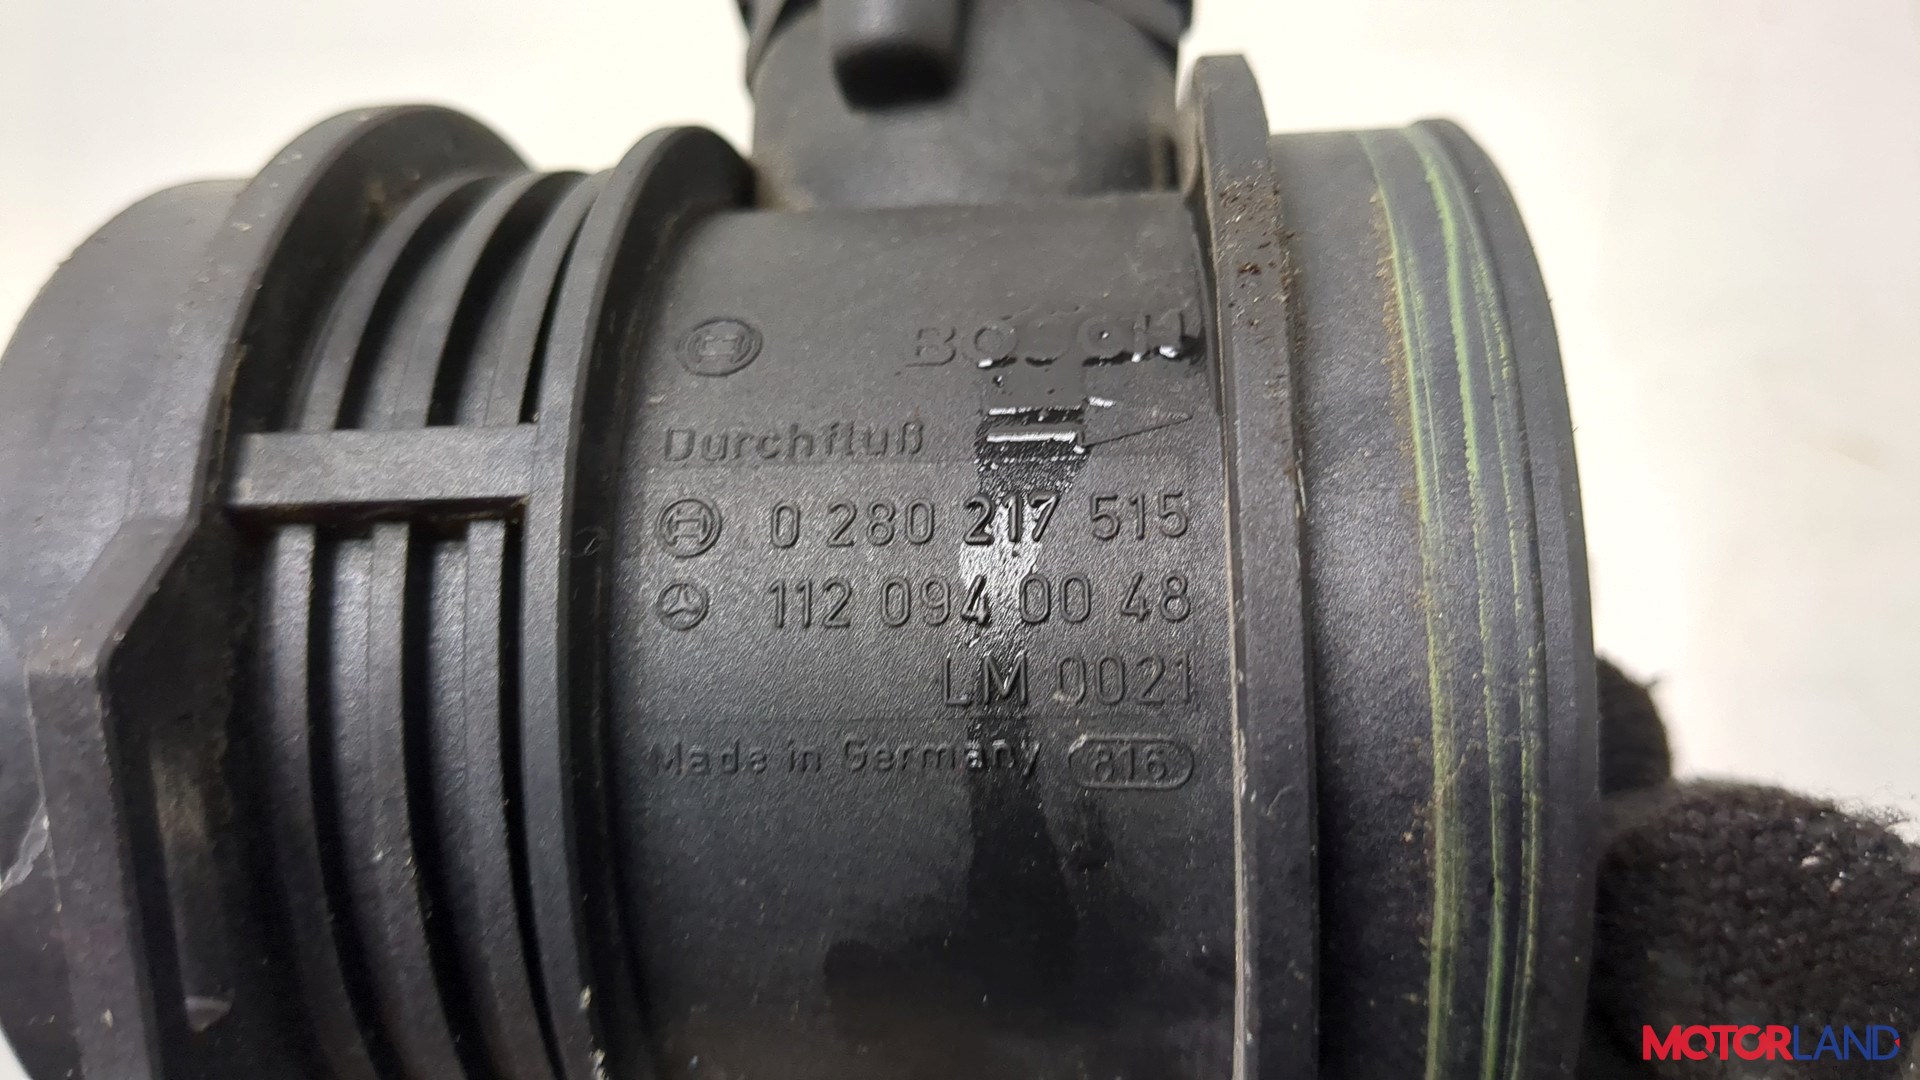 BOSCH
Durchfluß
0 280 217 515
112 094 00 48
LM 0021
Made in Germany 816
MOTORLAND